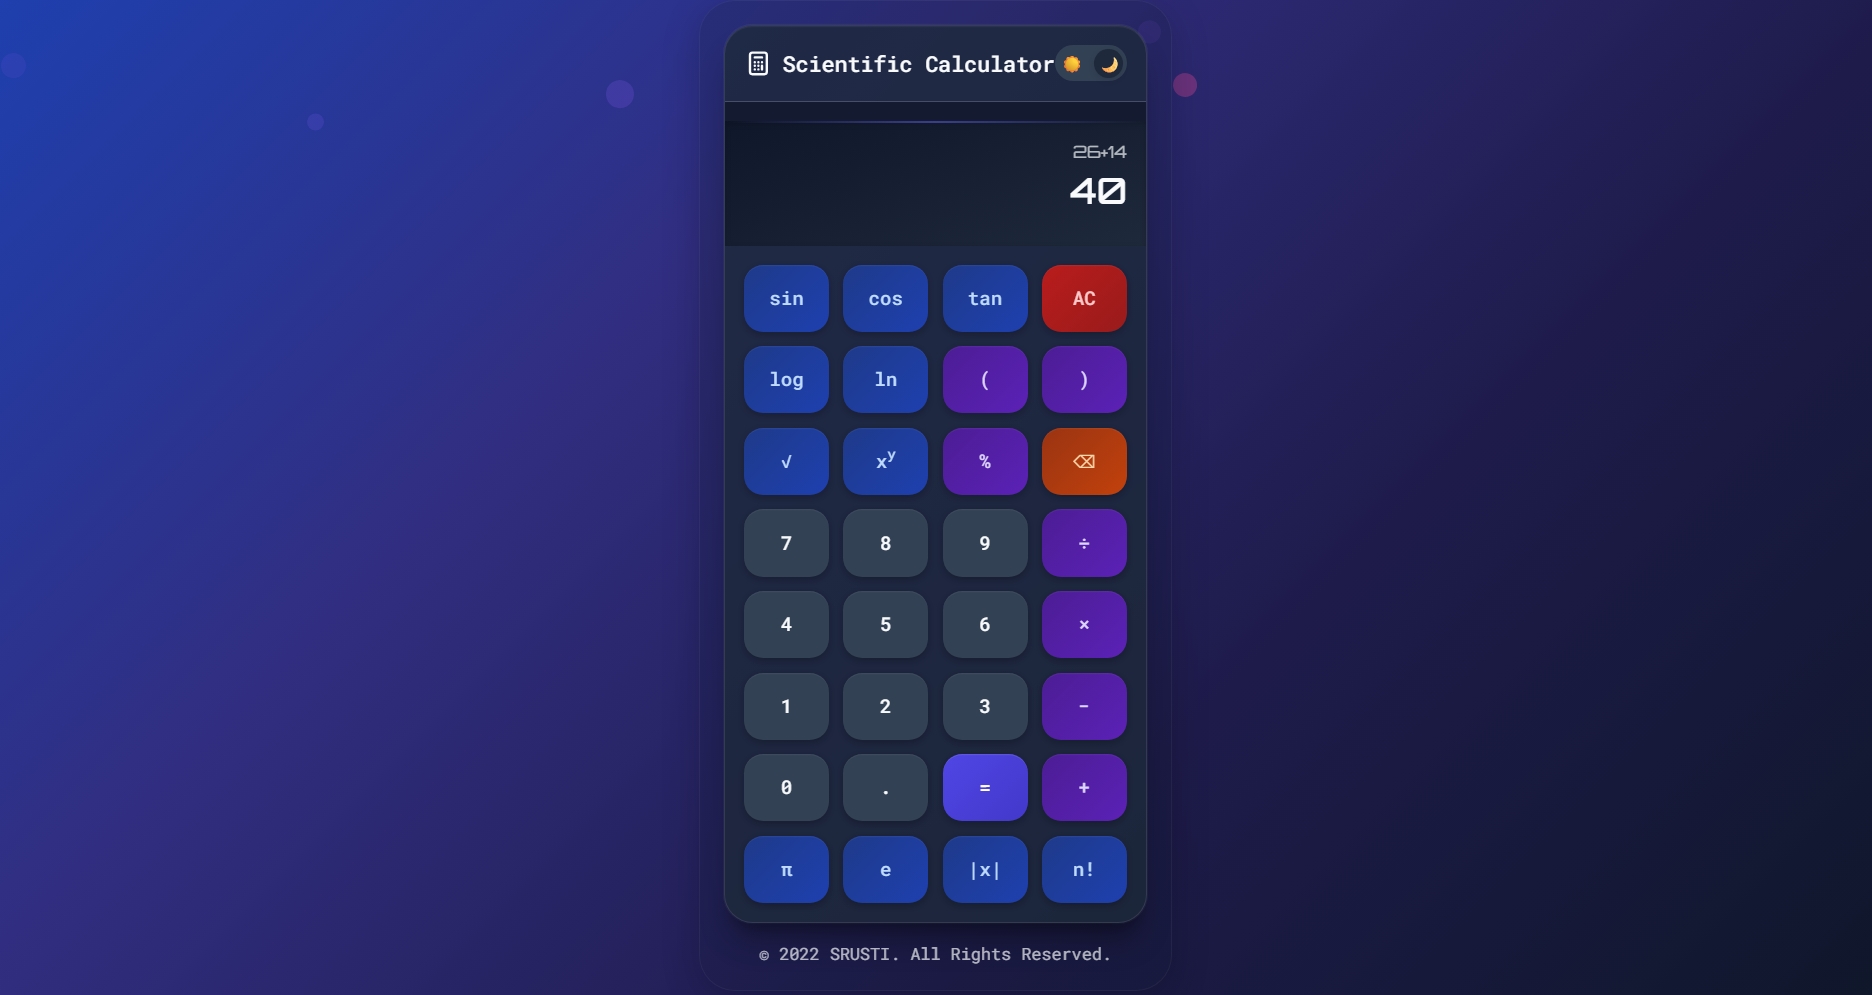 Scientific Calculator
26+14
40
sin cos tan AC
log ln ( )
√ xʸ % ⌫
7 8 9 ÷
4 5 6 ×
1 2 3 −
0 . = +
π e |x| n!
© 2022 SRUSTI. All Rights Reserved.